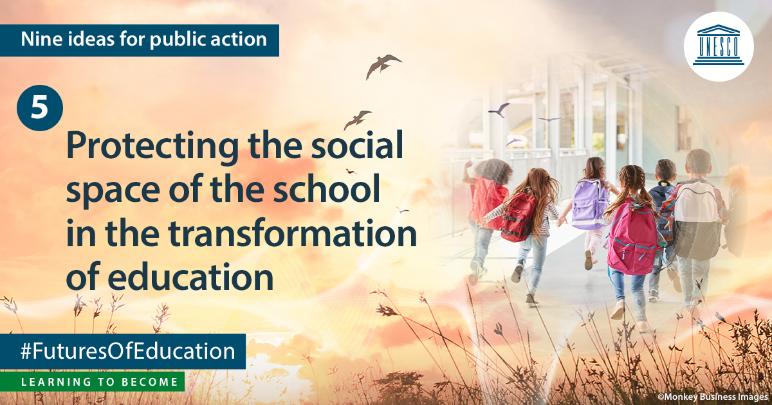 Nine ideas for public action
UNESCO
5
Protecting the social
space of the school
in the transformation
of education
#FuturesOfEducation
LEARNING TO BECOME
©Monkey Business Images